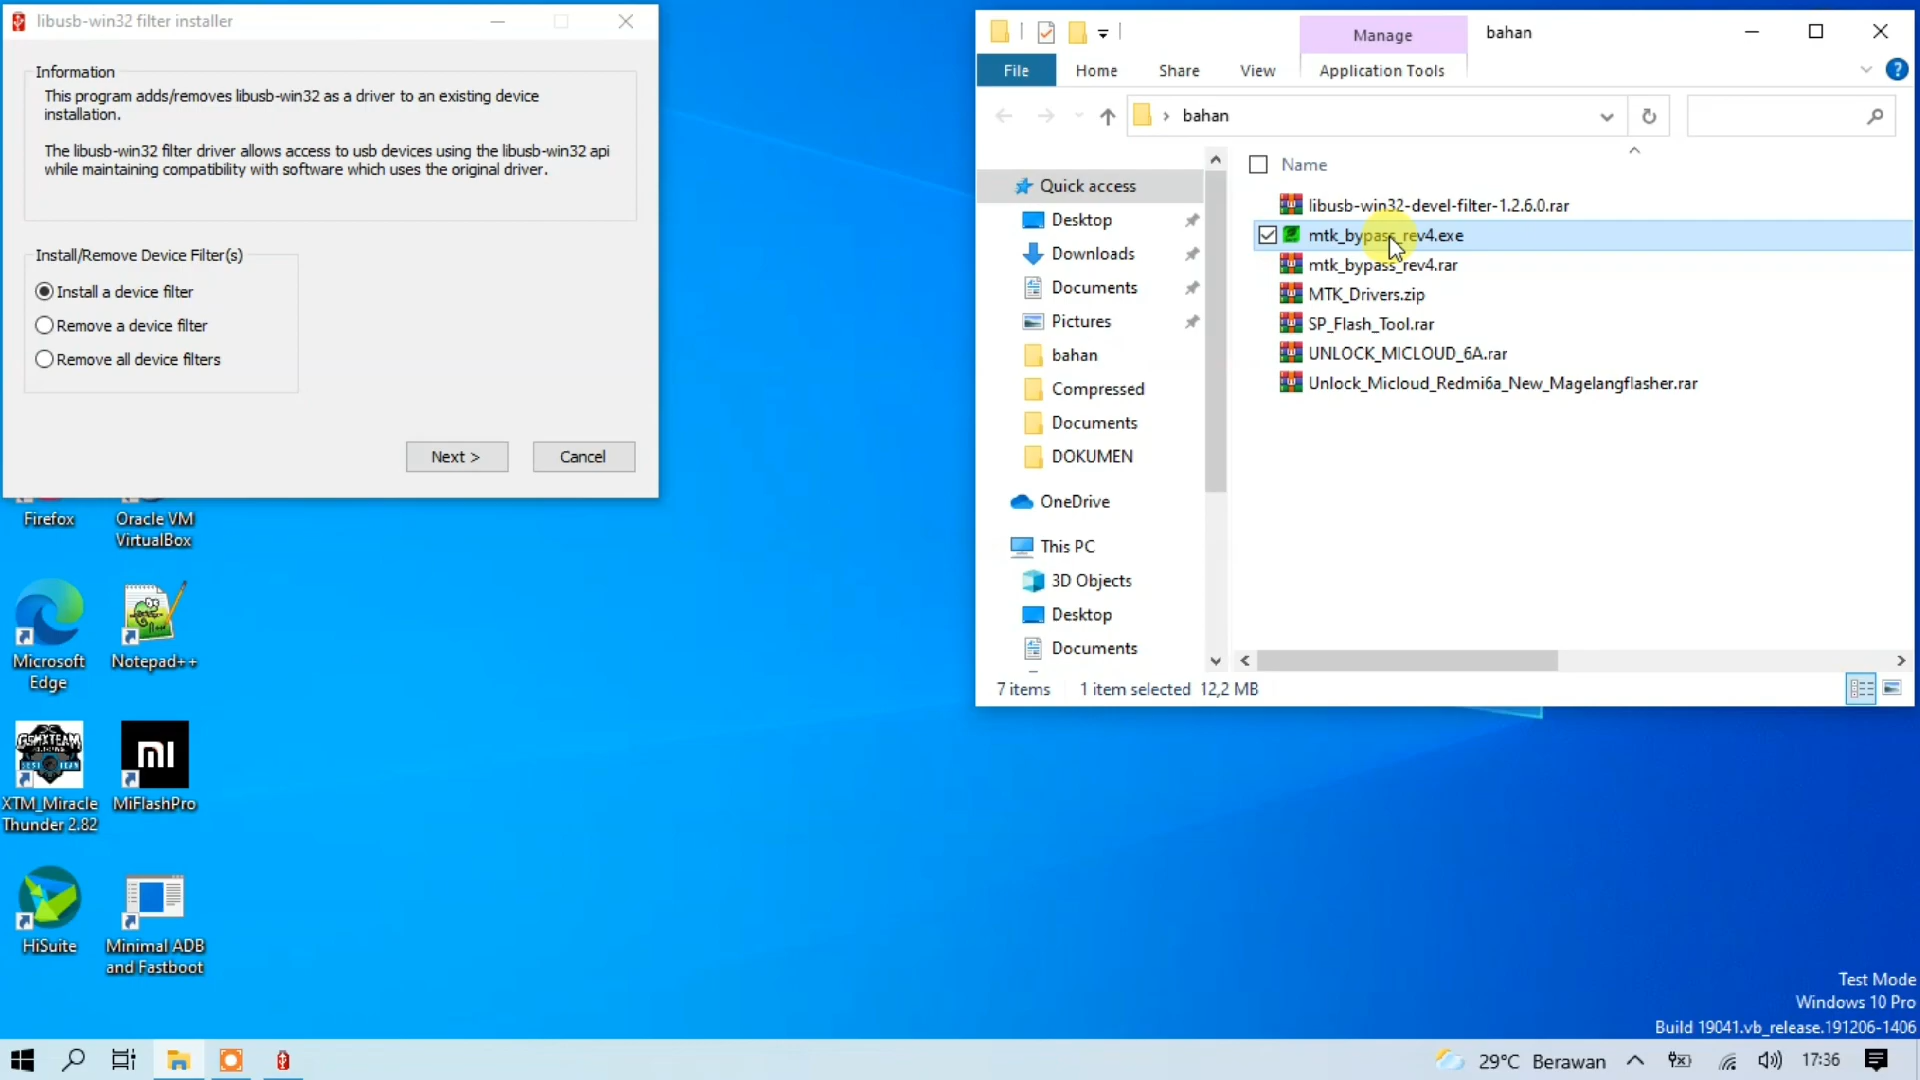 libusb-win32 filter installer
Information
This program adds/removes libusb-win32 as a driver to an existing device
installation.
The libusb-win32 filter driver allows access to usb devices using the libusb-win32 api
while maintaining compatibility with software which uses the original driver.
Install/Remove Device Filter(s)
Install a device filter
Remove a device filter
Remove all device filters
Next >
Cancel
Manage
bahan
File
Home
Share
View
Application Tools
bahan
Name
Quick access
Desktop
Downloads
Documents
Pictures
bahan
Compressed
Documents
DOKUMEN
OneDrive
This PC
3D Objects
Desktop
Documents
libusb-win32-devel-filter-1.2.6.0.rar
mtk_bypass_rev4.exe
mtk_bypass_rev4.rar
MTK_Drivers.zip
SP_Flash_Tool.rar
UNLOCK_MICLOUD_6A.rar
Unlock_Micloud_Redmi6a_New_Magelangflasher.rar
7 items
1 item selected 12,2 MB
Firefox
Oracle VM
VirtualBox
Microsoft
Edge
Notepad++
XTM_Miracle
Thunder 2.82
MiFlashPro
HiSuite
Minimal ADB
and Fastboot
Test Mode
Windows 10 Pro
Build 19041.vb_release.191206-1406
29°C Berawan
17:36